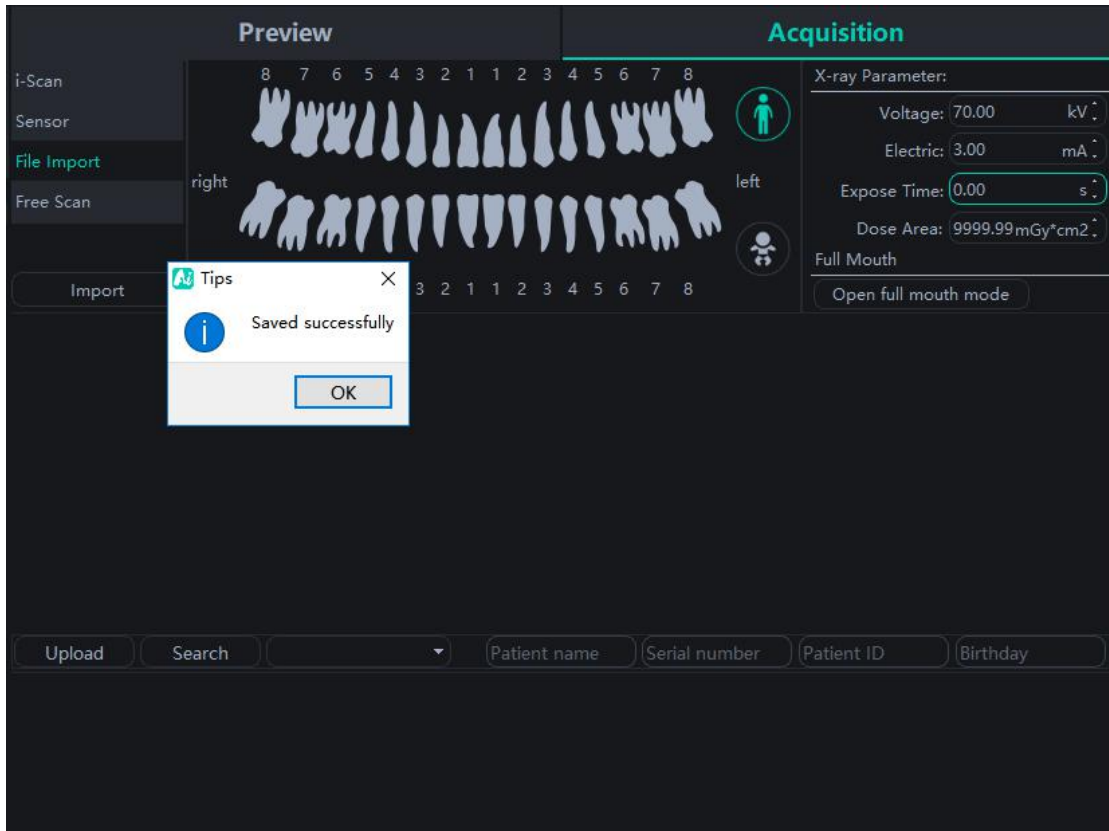 Preview
Acquisition
i-Scan
Sensor
File Import
Free Scan
Import
8 7 6 5 4 3 2 1 1 2 3 4 5 6 7 8
right
left
3 2 1 1 2 3 4 5 6 7 8
X-ray Parameter:
Voltage: 70.00 kV
Electric: 3.00 mA
Expose Time: 0.00 s
Dose Area: 9999.99 mGy*cm2
Full Mouth
Open full mouth mode
Ai Tips
Saved successfully
OK
Upload Search Patient name Serial number Patient ID Birthday